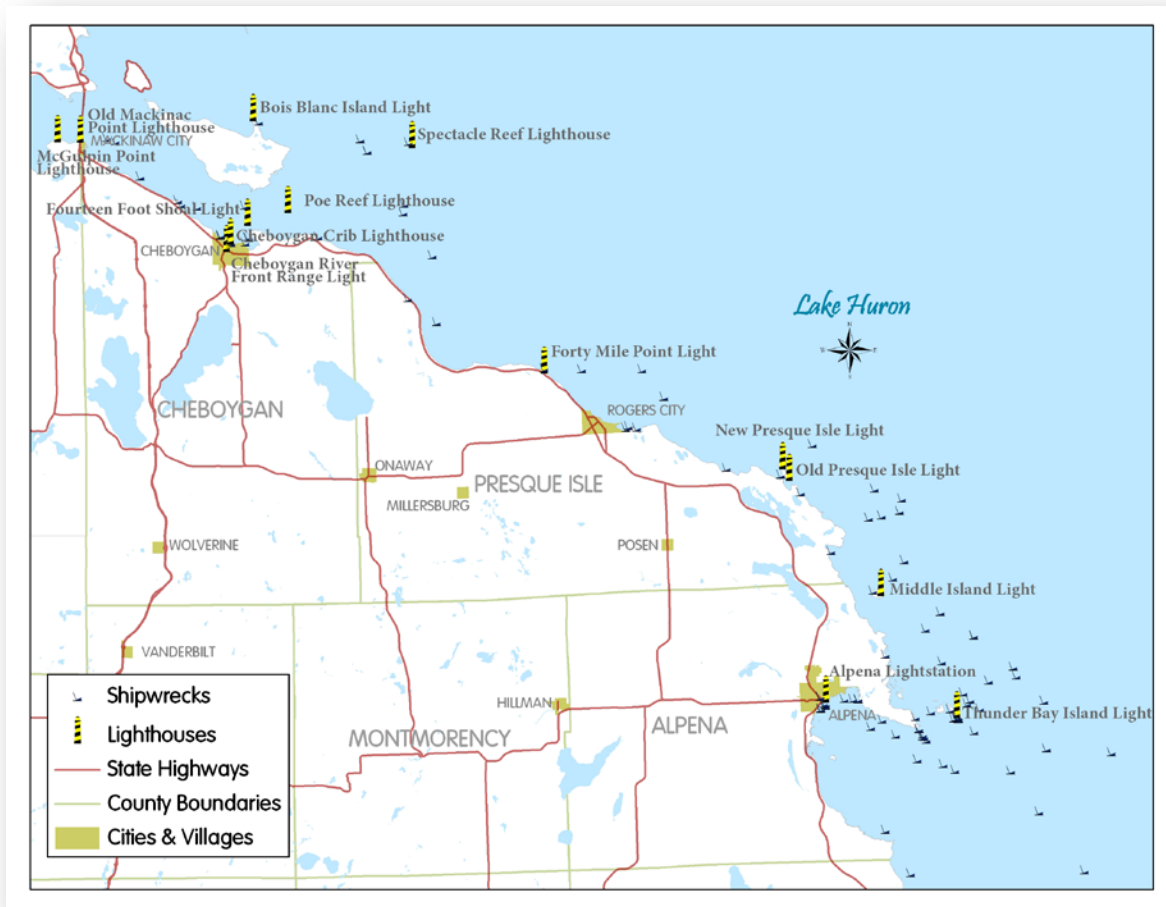 Old Mackinac
Point Lighthouse
MACKINAW CITY
McGulpin Point
Lighthouse
Bois Blanc Island Light
Spectacle Reef Lighthouse
Fourteen Foot Shoal Light
Poe Reef Lighthouse
Cheboygan Crib Lighthouse
CHEBOYGAN
Cheboygan River
Front Range Light
Lake Huron
N
W
E
S
Forty Mile Point Light
CHEBOYGAN
ROGERS CITY
New Presque Isle Light
Old Presque Isle Light
ONAWAY
PRESQUE ISLE
MILLERSBURG
WOLVERINE
POSEN
Middle Island Light
VANDERBILT
Alpena Lightstation
HILLMAN
ALPENA
Thunder Bay Island Light
ALPENA
MONTMORENCY
Shipwrecks
Lighthouses
State Highways
County Boundaries
Cities & Villages